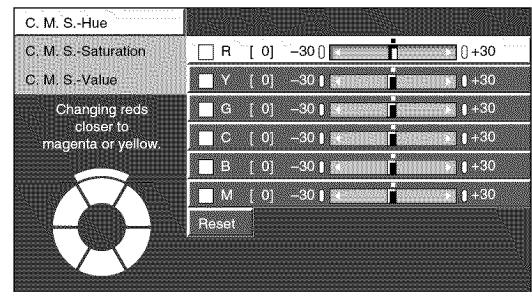 C. M. S.-Hue
C. M. S.-Saturation
C. M. S.-Value
Changing reds
closer to
magenta or yellow.
R [ 0] –30 +30
Y [ 0] –30 +30
G [ 0] –30 +30
C [ 0] –30 +30
B [ 0] –30 +30
M [ 0] –30 +30
Reset